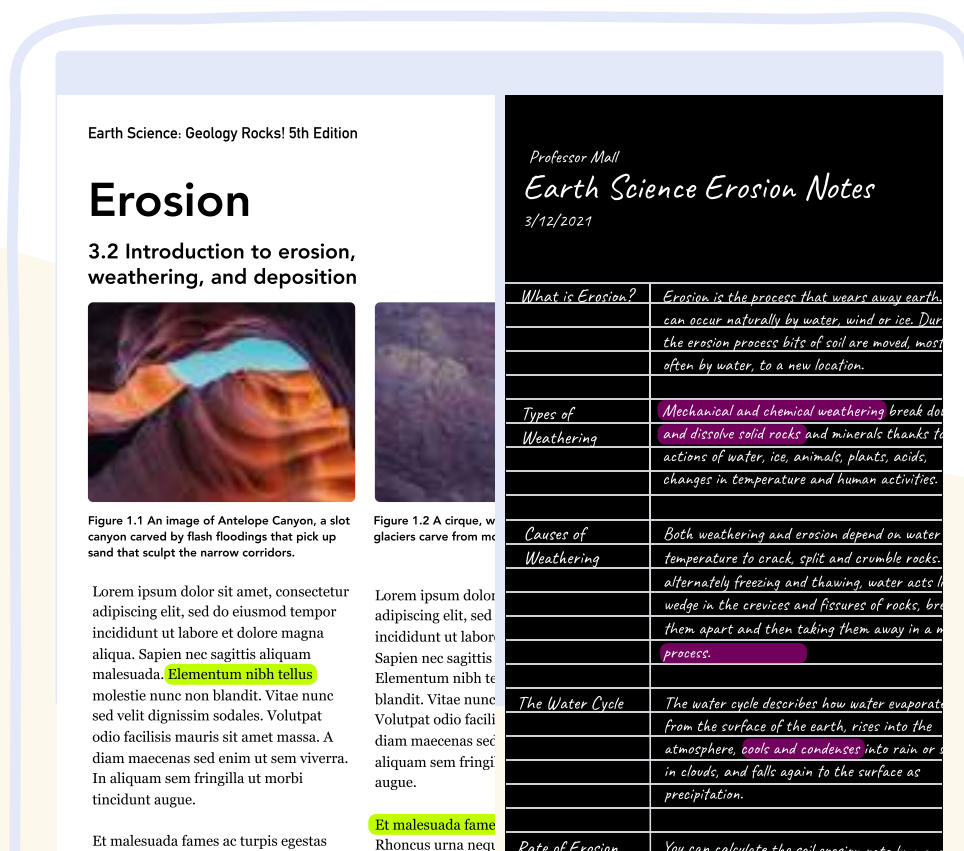 Earth Science: Geology Rocks! 5th Edition
Erosion
3.2 Introduction to erosion,
weathering, and deposition
Figure 1.1 An image of Antelope Canyon, a slot
canyon carved by flash floodings that pick up
sand that sculpt the narrow corridors.
Lorem ipsum dolor sit amet, consectetur
adipiscing elit, sed do eiusmod tempor
incididunt ut labore et dolore magna
aliqua. Sapien nec sagittis aliquam
malesuada. Elementum nibh tellus
molestie nunc non blandit. Vitae nunc
sed velit dignissim sodales. Volutpat
odio facilisis mauris sit amet massa. A
diam maecenas sed enim ut sem viverra.
In aliquam sem fringilla ut morbi
tincidunt augue.
Et malesuada fames ac turpis egestas
Figure 1.2 A cirque, w
glaciers carve from mo
Lorem ipsum dolor
adipiscing elit, sed
incididunt ut labor
Sapien nec sagittis
Elementum nibh te
blandit. Vitae nunc
Volutpat odio facili
diam maecenas sed
aliquam sem fringil
augue.
Et malesuada fame
Rhoncus urna nequ
Professor Mall
Earth Science Erosion Notes
3/12/2021
What is Erosion?
Erosion is the process that wears away earth.
can occur naturally by water, wind or ice. Dur
the erosion process bits of soil are moved, most
often by water, to a new location.
Types of
Weathering
Mechanical and chemical weathering break do
and dissolve solid rocks and minerals thanks to
actions of water, ice, animals, plants, acids,
changes in temperature and human activities.
Causes of
Weathering
Both weathering and erosion depend on water
temperature to crack, split and crumble rocks.
alternately freezing and thawing, water acts l
wedge in the crevices and fissures of rocks, bre
them apart and then taking them away in a m
process.
The Water Cycle
The water cycle describes how water evaporate
from the surface of the earth, rises into the
atmosphere, cools and condenses into rain or s
in clouds, and falls again to the surface as
precipitation.
Rate of Erosion
You can calculate the soil erosion rate